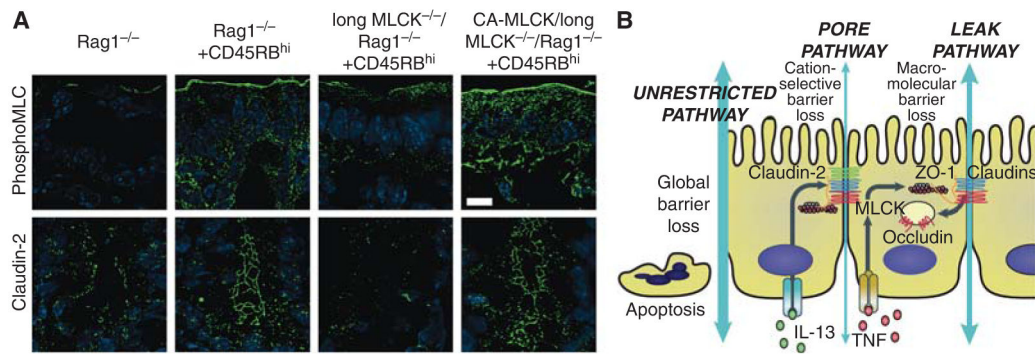 A
Rag1–/–
Rag1–/–
+CD45RBhi
long MLCK–/–/
Rag1–/–
+CD45RBhi
CA-MLCK/long
MLCK–/–/Rag1–/–
+CD45RBhi
PhosphoMLC
Claudin-2
B
UNRESTRICTED
PATHWAY
PORE
PATHWAY
LEAK
PATHWAY
Cation-
selective
barrier
loss
Macro-
molecular
barrier
loss
Global
barrier
loss
Claudin-2
ZO-1
Claudins
MLCK
Occludin
Apoptosis
IL-13
TNF